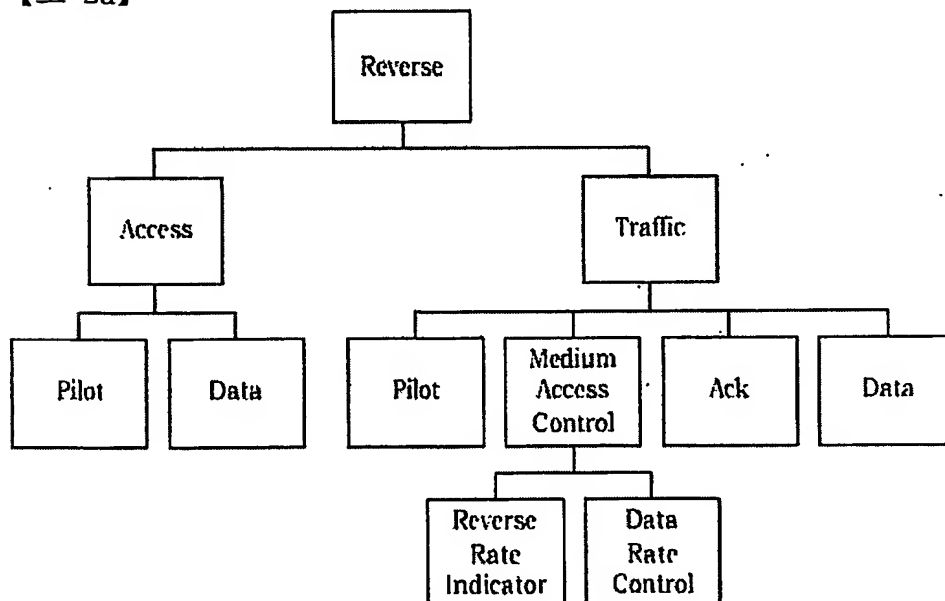 Reverse
Access
Traffic
Pilot
Data
Pilot
Medium
Access
Control
Ack
Data
Reverse
Rate
Indicator
Data
Rate
Control